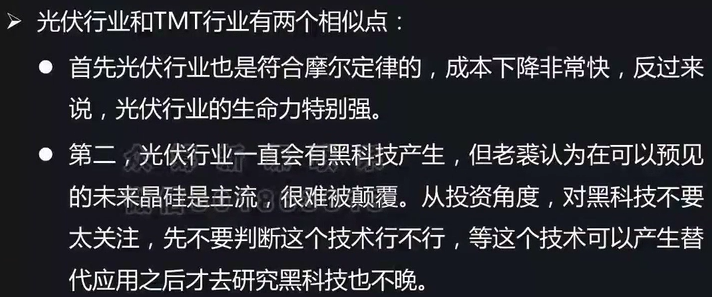 ➢ 光伏行业和TMT行业有两个相似点：
● 首先光伏行业也是符合摩尔定律的，成本下降非常快，反过来
说，光伏行业的生命力特别强。
● 第二，光伏行业一直会有黑科技产生，但老裘认为在可以预见
的未来晶硅是主流，很难被颠覆。从投资角度，对黑科技不要
太关注，先不要判断这个技术行不行，等这个技术可以产生替
代应用之后才去研究黑科技也不晚。